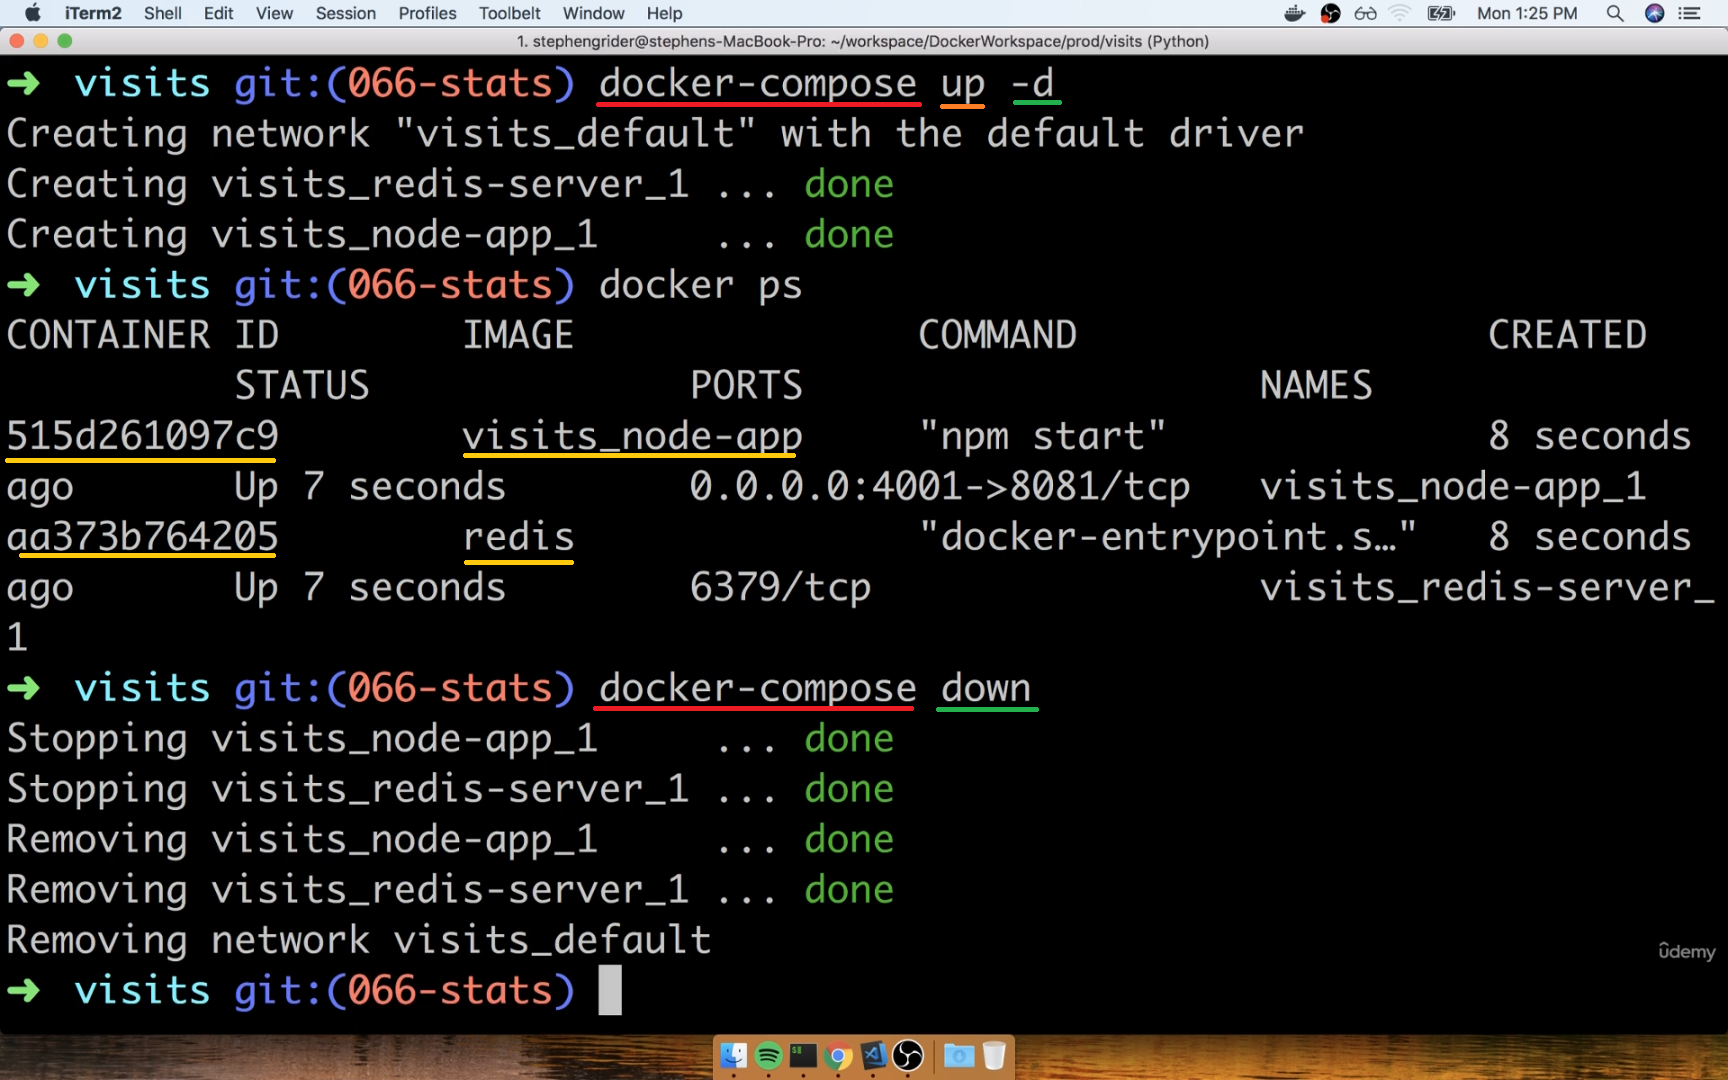 iTerm2 Shell Edit View Session Profiles Toolbelt Window Help Mon 1:25 PM
1. stephengrider@stephens-MacBook-Pro: ~/workspace/DockerWorkspace/prod/visits (Python)
➜ visits git:(066-stats) docker-compose up -d
Creating network "visits_default" with the default driver
Creating visits_redis-server_1 ... done
Creating visits_node-app_1 ... done
➜ visits git:(066-stats) docker ps
CONTAINER ID IMAGE COMMAND CREATED
STATUS PORTS NAMES
515d261097c9 visits_node-app "npm start" 8 seconds
ago Up 7 seconds 0.0.0.0:4001->8081/tcp visits_node-app_1
aa373b764205 redis "docker-entrypoint.s…" 8 seconds
ago Up 7 seconds 6379/tcp visits_redis-server_
1
➜ visits git:(066-stats) docker-compose down
Stopping visits_node-app_1 ... done
Stopping visits_redis-server_1 ... done
Removing visits_node-app_1 ... done
Removing visits_redis-server_1 ... done
Removing network visits_default
➜ visits git:(066-stats)
ûdemy